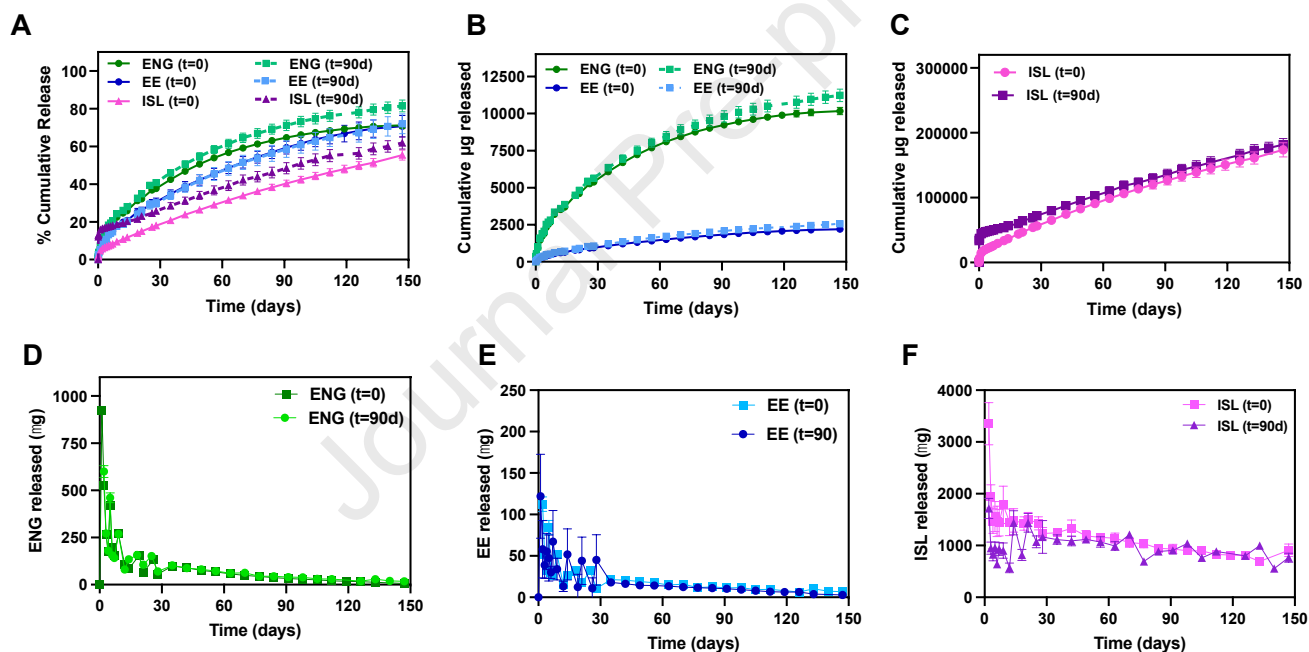 A
B
C
% Cumulative Release
100
80
60
40
20
0
ENG (t=0)
EE (t=0)
ISL (t=0)
ENG (t=90d)
EE (t=90d)
ISL (t=90d)
0 30 60 90 120 150
Time (days)
Cumulative µg released
12500
10000
7500
5000
2500
0
ENG (t=0)
EE (t=0)
ENG (t=90d)
EE (t=90d)
0 30 60 90 120 150
Time (days)
Cumulative µg released
300000
200000
100000
0
ISL (t=0)
ISL (t=90d)
0 30 60 90 120 150
Time (days)
D
E
F
ENG released (mg)
1000
750
500
250
0
ENG (t=0)
ENG (t=90d)
0 30 60 90 120 150
Time (days)
EE released (mg)
250
200
150
100
50
0
EE (t=0)
EE (t=90)
0 30 60 90 120 150
Time (days)
ISL released (mg)
4000
3000
2000
1000
0
ISL (t=0)
ISL (t=90d)
0 30 60 90 120 150
Time (days)
Journal Pre-pr